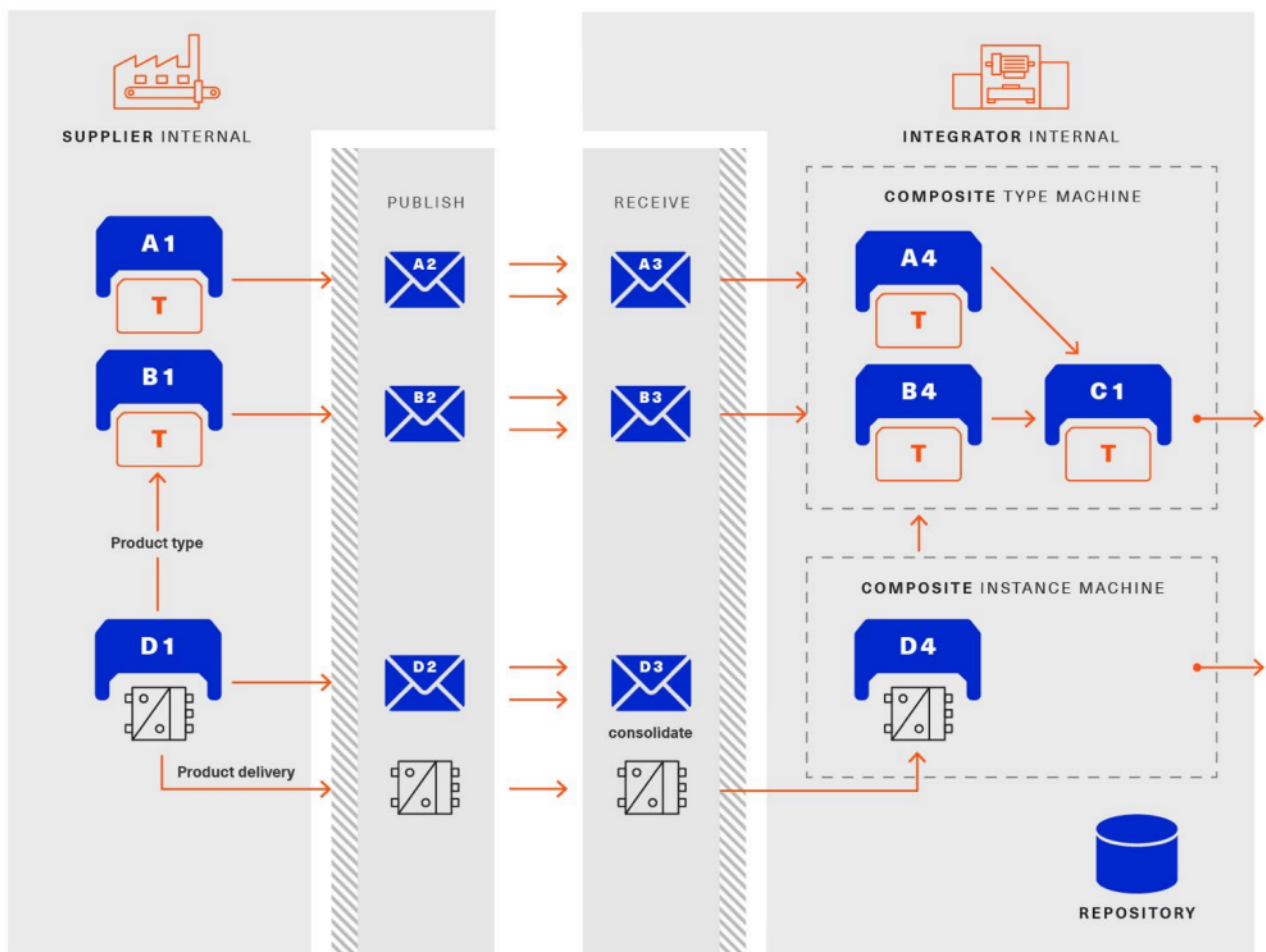 SUPPLIER INTERNAL
INTEGRATOR INTERNAL
PUBLISH
RECEIVE
COMPOSITE TYPE MACHINE
A1
T
A2
A3
A4
T
B1
T
B2
B3
B4
T
C1
T
Product type
COMPOSITE INSTANCE MACHINE
D1
D2
D3
consolidate
D4
Product delivery
REPOSITORY